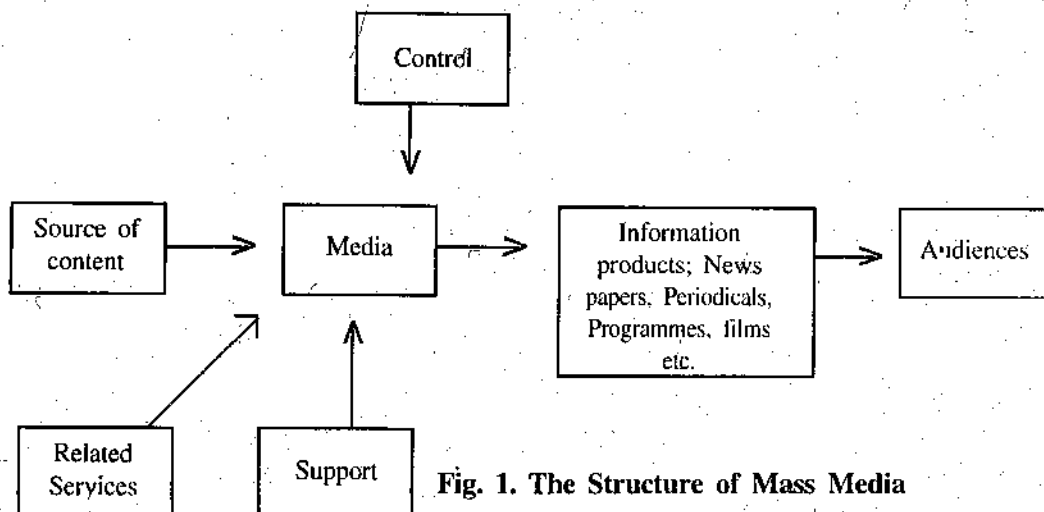 Control
Source of
content
Media
Information
products; News
papers, Periodicals,
Programmes, films
etc.
Audiences
Related
Services
Support
Fig. 1. The Structure of Mass Media